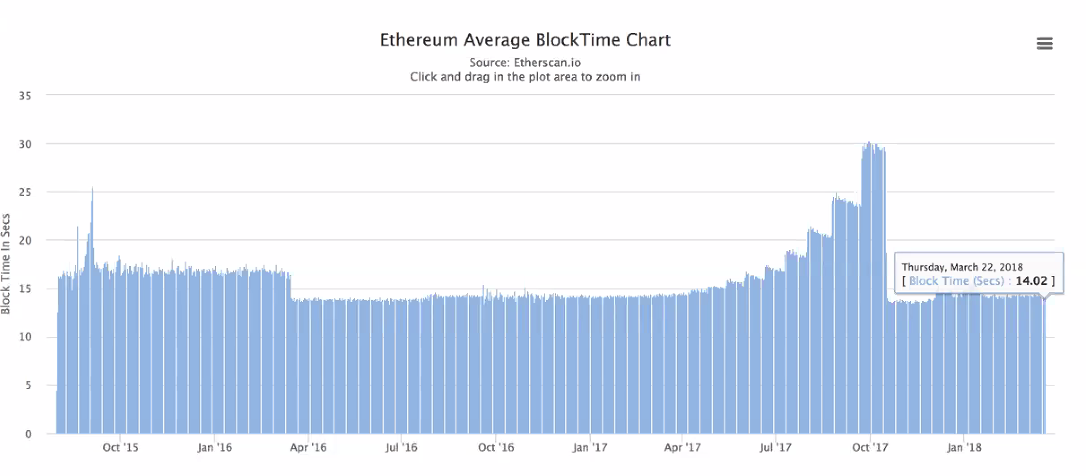 Ethereum Average BlockTime Chart
Source: Etherscan.io
Click and drag in the plot area to zoom in
Block Time In Secs
35
30
25
20
15
10
5
0
Thursday, March 22, 2018
[ Block Time (Secs) : 14.02 ]
Oct '15
Jan '16
Apr '16
Jul '16
Oct '16
Jan '17
Apr '17
Jul '17
Oct '17
Jan '18